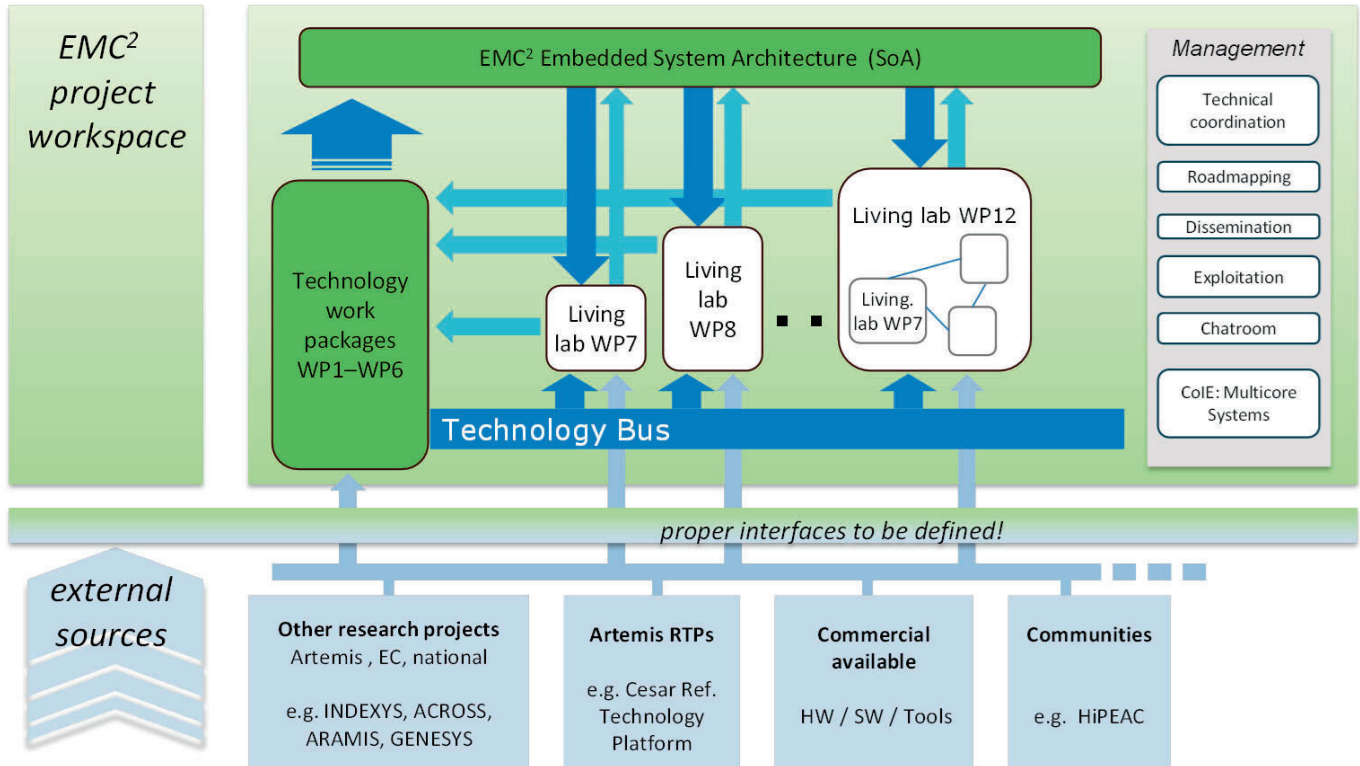 EMC²
project
workspace
EMC² Embedded System Architecture (SoA)
Management
Technical
coordination
Roadmapping
Dissemination
Exploitation
Chatroom
CoIE: Multicore
Systems
Technology
work
packages
WP1–WP6
Living
lab WP7
Living
lab
WP8
Living lab WP12
Living.
lab WP7
Technology Bus
proper interfaces to be defined!
external
sources
Other research projects
Artemis , EC, national
e.g. INDEXYS, ACROSS,
ARAMIS, GENESYS
Artemis RTPs
e.g. Cesar Ref.
Technology
Platform
Commercial
available
HW / SW / Tools
Communities
e.g. HiPEAC